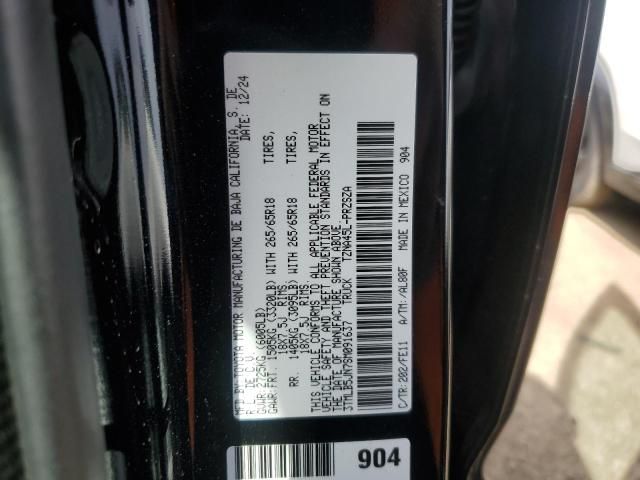 MFD BY:TOYOTA MOTOR MANUFACTURING DE BAJA CALIFORNIA, S. DE
R.L. DE C.V. DATE: 12/24
GVWR 2725KG (6005LB)
GAWR:FRT. 1505KG (3320LB) WITH 265/65R18 TIRES,
18X7.5J RIMS.
RR. 1405KG (3095LB) WITH 265/65R18 TIRES,
18X7.5J RIMS.
THIS VEHICLE CONFORMS TO ALL APPLICABLE FEDERAL MOTOR
VEHICLE SAFETY AND THEFT PREVENTION STANDARDS IN EFFECT ON
THE DATE OF MANUFACTURE SHOWN ABOVE.
3TMLB5JN7SM091637 TRUCK TZNA45L-PRZSZA
C/TR:202/FE11 A/TM:/AL80F MADE IN MEXICO 904
904